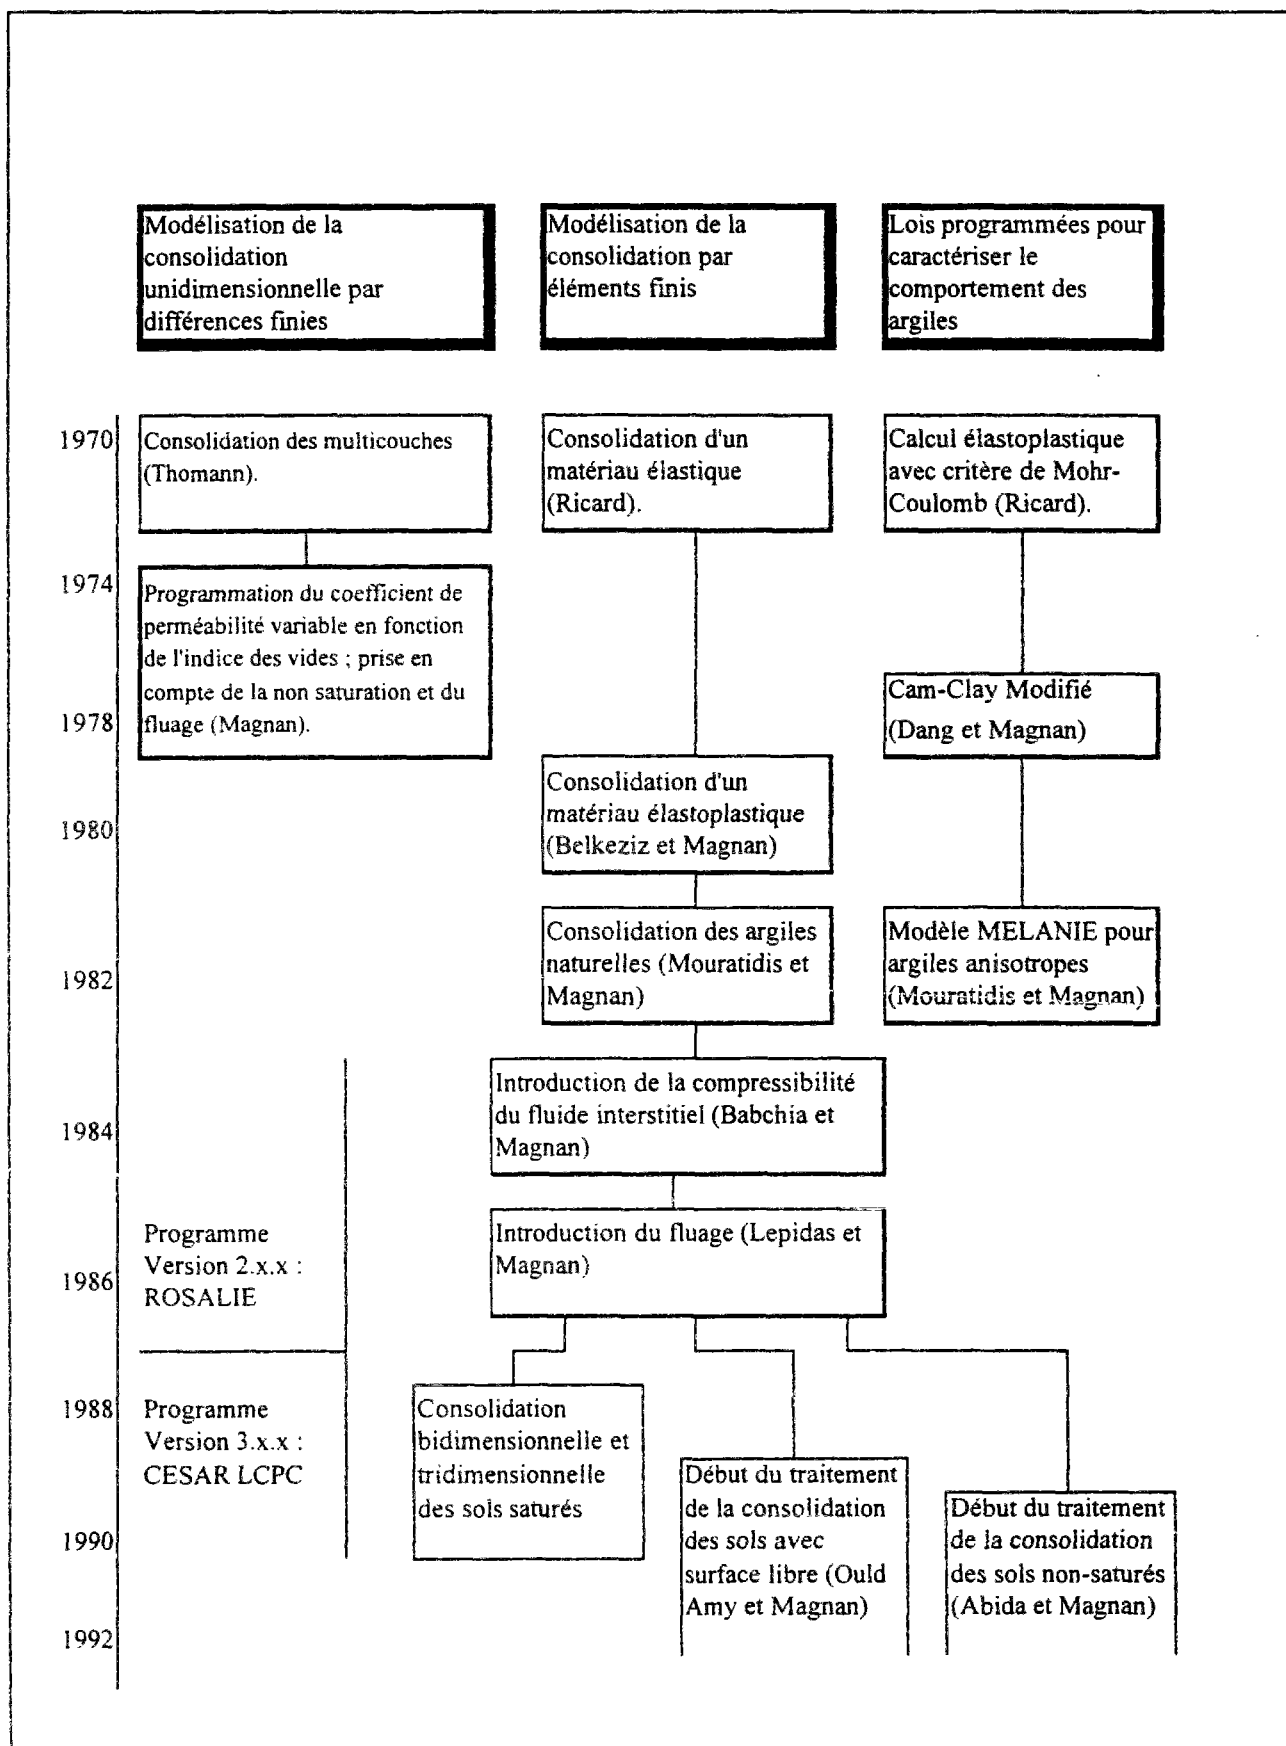 Modélisation de la
consolidation
unidimensionnelle par
différences finies
Modélisation de la
consolidation par
éléments finis
Lois programmées pour
caractériser le
comportement des
argiles
1970
Consolidation des multicouches
(Thomann).
Consolidation d'un
matériau élastique
(Ricard).
Calcul élastoplastique
avec critère de Mohr-
Coulomb (Ricard).
1974
Programmation du coefficient de
perméabilité variable en fonction
de l'indice des vides ; prise en
compte de la non saturation et du
fluage (Magnan).
Cam-Clay Modifié
(Dang et Magnan)
1978
Consolidation d'un
matériau élastoplastique
(Belkeziz et Magnan)
1980
Consolidation des argiles
naturelles (Mouratidis et
Magnan)
Modèle MELANIE pour
argiles anisotropes
(Mouratidis et Magnan)
1982
Introduction de la compressibilité
du fluide interstitiel (Babchia et
Magnan)
1984
Introduction du fluage (Lepidas et
Magnan)
Programme
Version 2.x.x :
ROSALIE
1986
1988
Programme
Version 3.x.x :
CESAR LCPC
Consolidation
bidimensionnelle et
tridimensionnelle
des sols saturés
Début du traitement
de la consolidation
des sols avec
surface libre (Ould
Amy et Magnan)
Début du traitement
de la consolidation
des sols non-saturés
(Abida et Magnan)
1990
1992